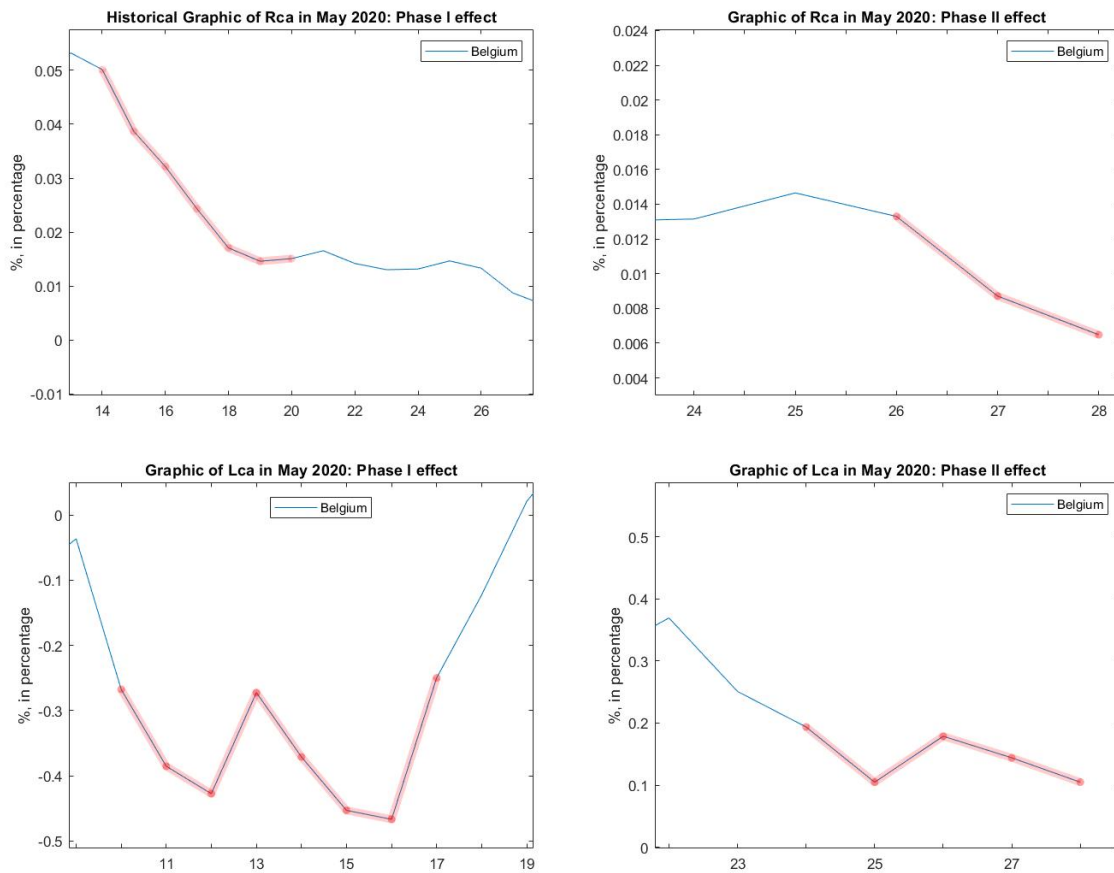 Historical Graphic of Rca in May 2020: Phase I effect
Belgium
%, in percentage
0.05
0.04
0.03
0.02
0.01
0
-0.01
14 16 18 20 22 24 26
Graphic of Rca in May 2020: Phase II effect
Belgium
%, in percentage
0.024
0.022
0.02
0.018
0.016
0.014
0.012
0.01
0.008
0.006
0.004
24 25 26 27 28
Graphic of Lca in May 2020: Phase I effect
Belgium
%, in percentage
0
-0.1
-0.2
-0.3
-0.4
-0.5
11 13 15 17 19
Graphic of Lca in May 2020: Phase II effect
Belgium
%, in percentage
0.5
0.4
0.3
0.2
0.1
0
23 25 27